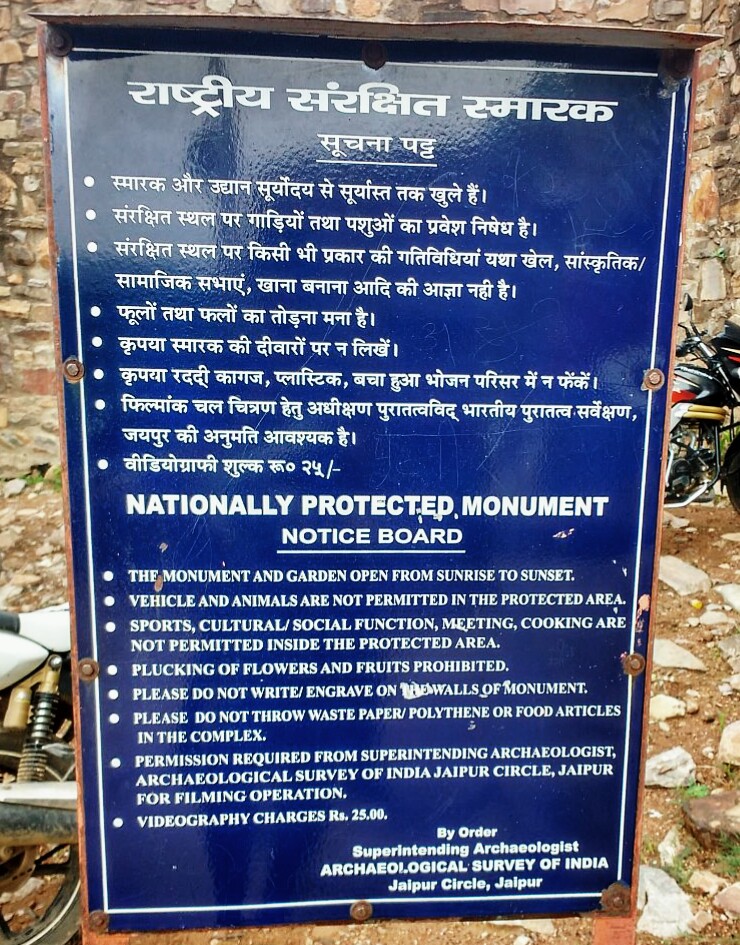 राष्ट्रीय संरक्षित स्मारक
सूचना पट्ट
• स्मारक और उद्यान सूर्योदय से सूर्यास्त तक खुले हैं।
• संरक्षित स्थल पर गाड़ियों तथा पशुओं का प्रवेश निषेध है।
• संरक्षित स्थल पर किसी भी प्रकार की गतिविधियां यथा खेल, सांस्कृतिक/
सामाजिक सभाएं, खाना बनाना आदि की आज्ञा नही है।
• फूलों तथा फलों का तोड़ना मना है।
• कृपया स्मारक की दीवारों पर न लिखें।
• कृपया रददी कागज, प्लास्टिक, बचा हुआ भोजन परिसर में न फेंकें।
• फिल्मांक चल चित्रण हेतु अधीक्षण पुरातत्वविद् भारतीय पुरातत्व सर्वेक्षण,
जयपुर की अनुमति आवश्यक है।
• वीडियोग्राफी शुल्क रू० २५/-
NATIONALLY PROTECTED MONUMENT
NOTICE BOARD
• THE MONUMENT AND GARDEN OPEN FROM SUNRISE TO SUNSET.
• VEHICLE AND ANIMALS ARE NOT PERMITTED IN THE PROTECTED AREA.
• SPORTS, CULTURAL/ SOCIAL FUNCTION, MEETING, COOKING ARE
NOT PERMITTED INSIDE THE PROTECTED AREA.
• PLUCKING OF FLOWERS AND FRUITS PROHIBITED.
• PLEASE DO NOT WRITE/ ENGRAVE ON THE WALLS OF MONUMENT.
• PLEASE DO NOT THROW WASTE PAPER/ POLYTHENE OR FOOD ARTICLES
IN THE COMPLEX.
• PERMISSION REQUIRED FROM SUPERINTENDING ARCHAEOLOGIST,
ARCHAEOLOGICAL SURVEY OF INDIA JAIPUR CIRCLE, JAIPUR
FOR FILMING OPERATION.
• VIDEOGRAPHY CHARGES Rs. 25.00.
By Order
Superintending Archaeologist
ARCHAEOLOGICAL SURVEY OF INDIA
Jaipur Circle, Jaipur